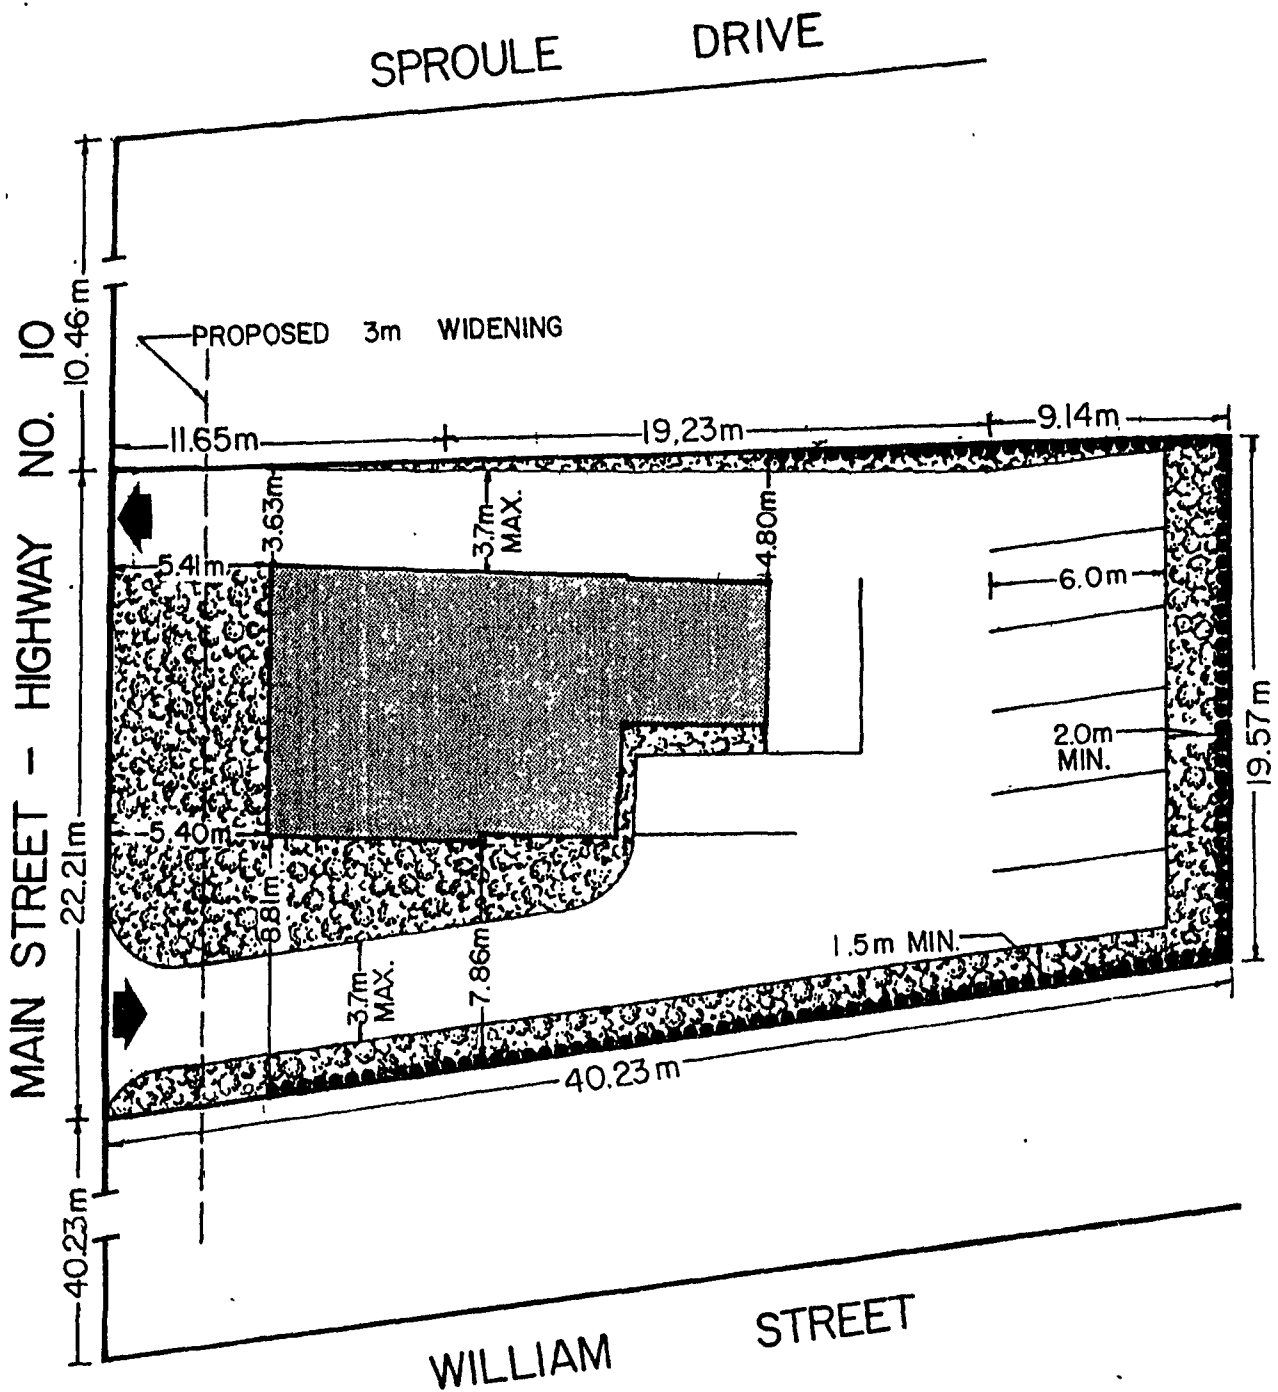 SPROULE DRIVE
10.46m
PROPOSED 3m WIDENING
MAIN STREET - HIGHWAY NO. 10
11.65m
19,23m
9.14m
3.63m
3.7m
MAX.
4.80m
5.41m
6.0m
2.0m
MIN.
19.57m
5.40m
22.21m
8.81m
3.7m
MAX.
7.86m
1.5m MIN.
40.23m
40.23m
WILLIAM STREET